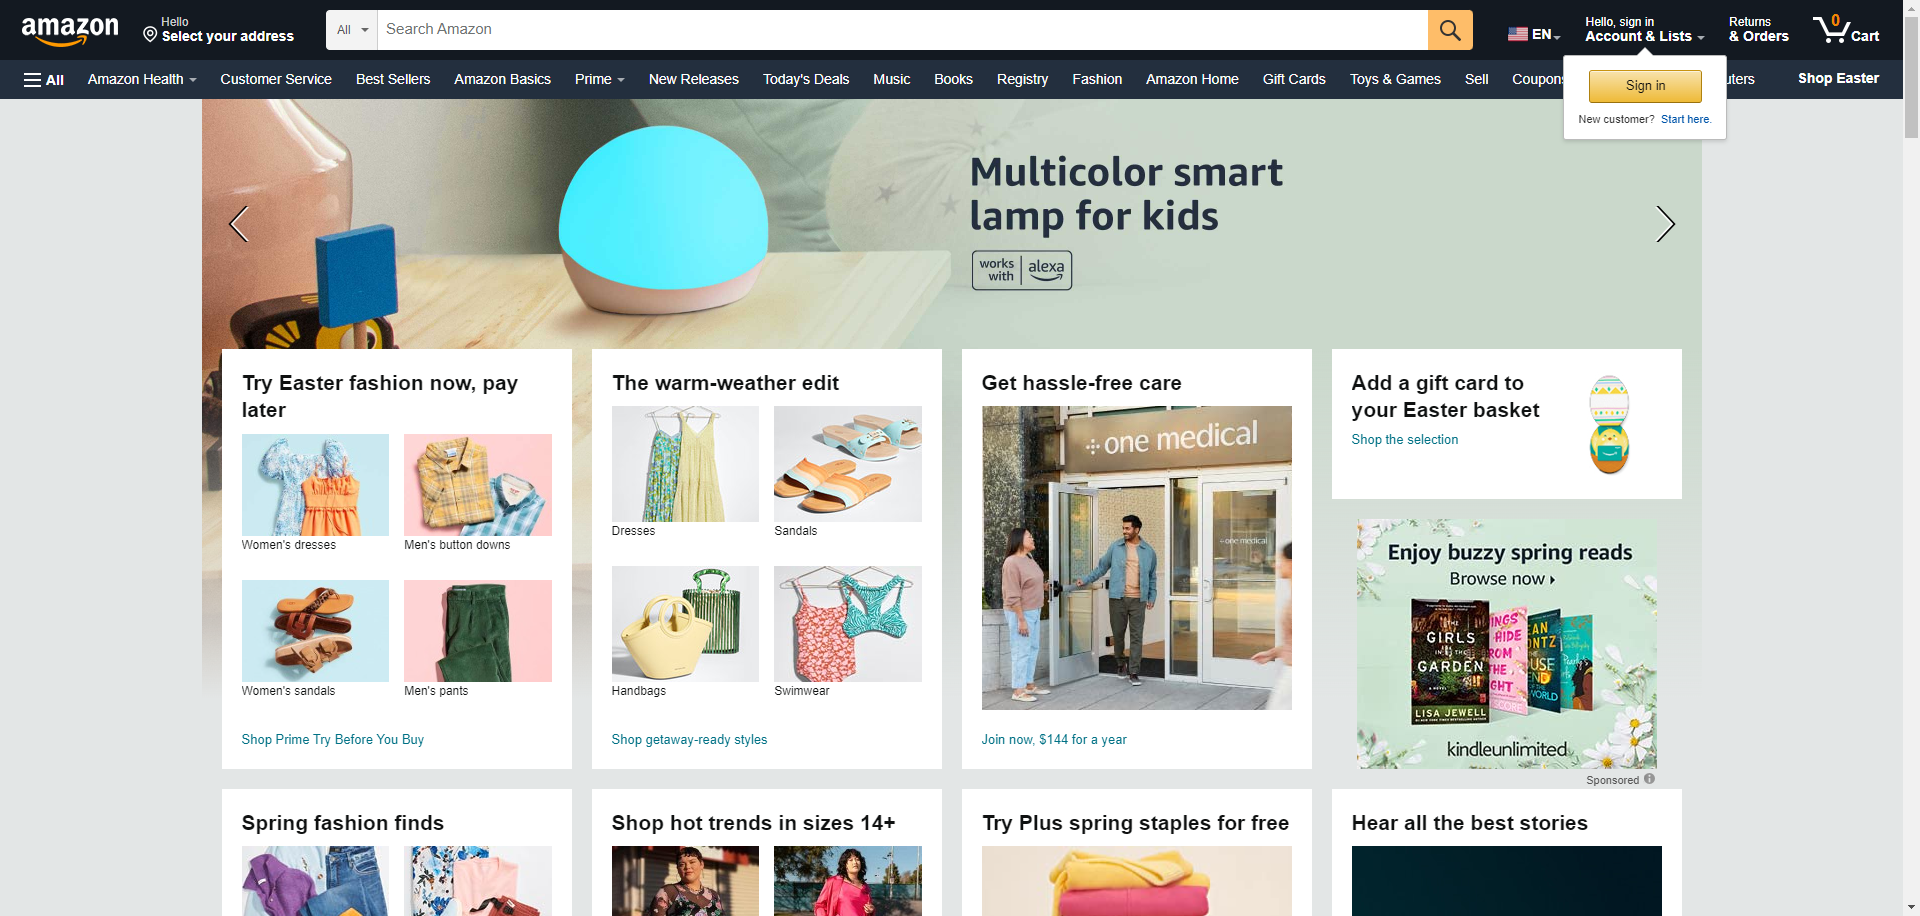 amazon
Hello
Select your address
All
Search Amazon
EN
Hello, sign in
Account & Lists
Returns
& Orders
0
Cart
All
Amazon Health
Customer Service
Best Sellers
Amazon Basics
Prime
New Releases
Today's Deals
Music
Books
Registry
Fashion
Amazon Home
Gift Cards
Toys & Games
Sell
Shop Easter
Sign in
New customer? Start here.
Multicolor smart
lamp for kids
works
with
alexa
Try Easter fashion now, pay
later
Women's dresses
Men's button downs
Women's sandals
Men's pants
Shop Prime Try Before You Buy
The warm-weather edit
Dresses
Sandals
Handbags
Swimwear
Shop getaway-ready styles
Get hassle-free care
one medical
one medical
Join now, $144 for a year
Add a gift card to
your Easter basket
Shop the selection
Enjoy buzzy spring reads
Browse now
THE
GIRLS
IN THE
GARDEN
A NOVEL
LISA JEWELL
kindleunlimited
Sponsored
Spring fashion finds
Shop hot trends in sizes 14+
Try Plus spring staples for free
Hear all the best stories